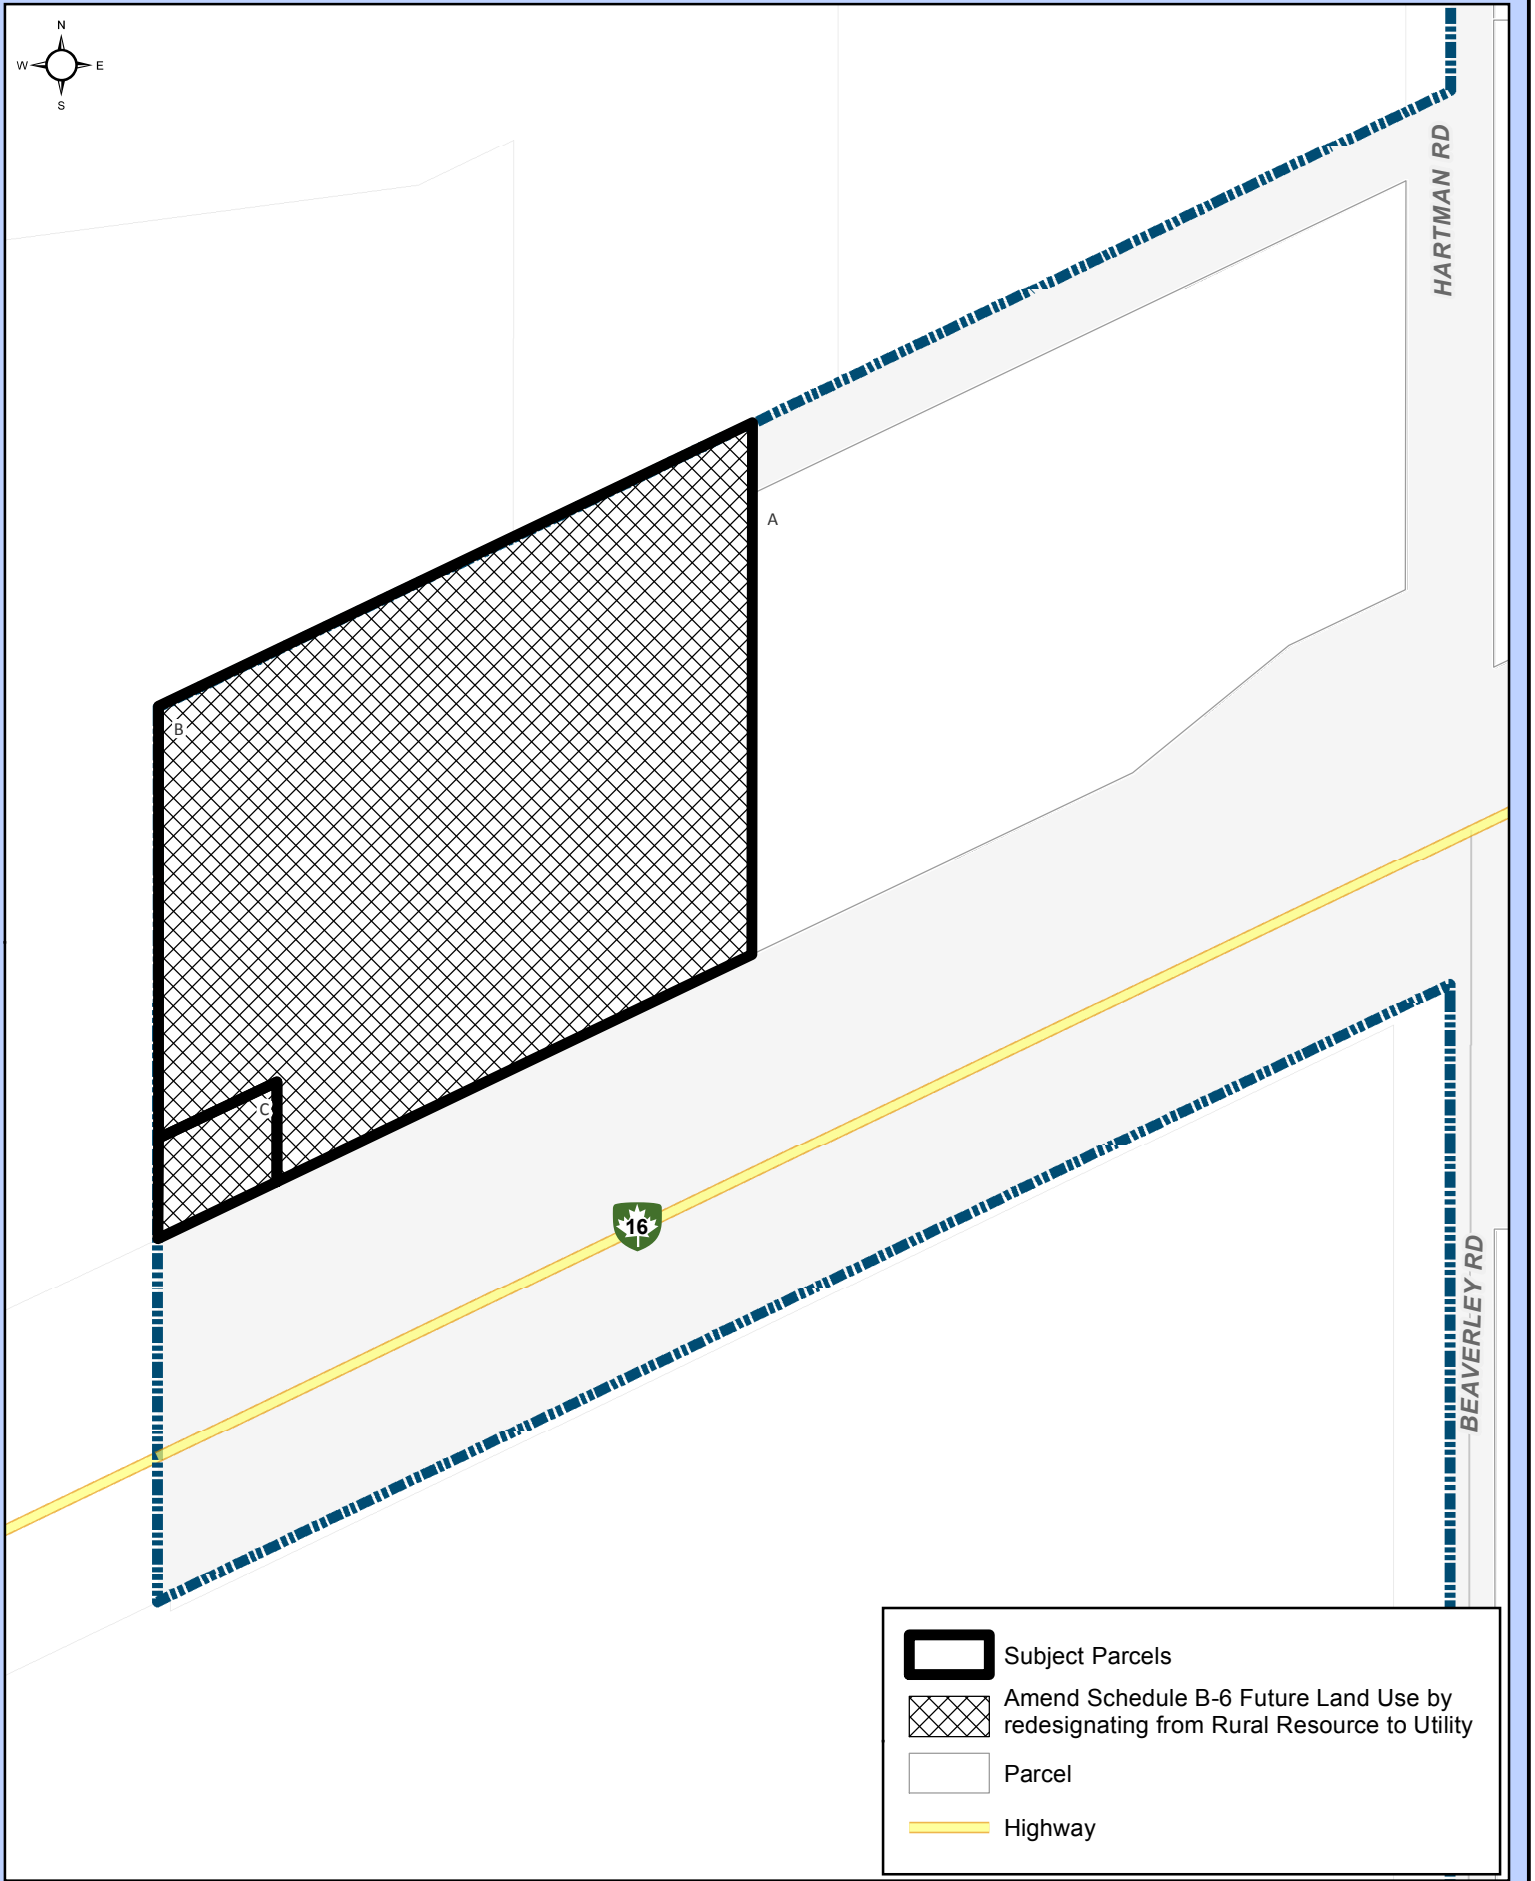 N
W E
S
HARTMAN RD
A
B
C
16
BEAVERLEY RD
Subject Parcels
Amend Schedule B-6 Future Land Use by
redesignating from Rural Resource to Utility
Parcel
Highway